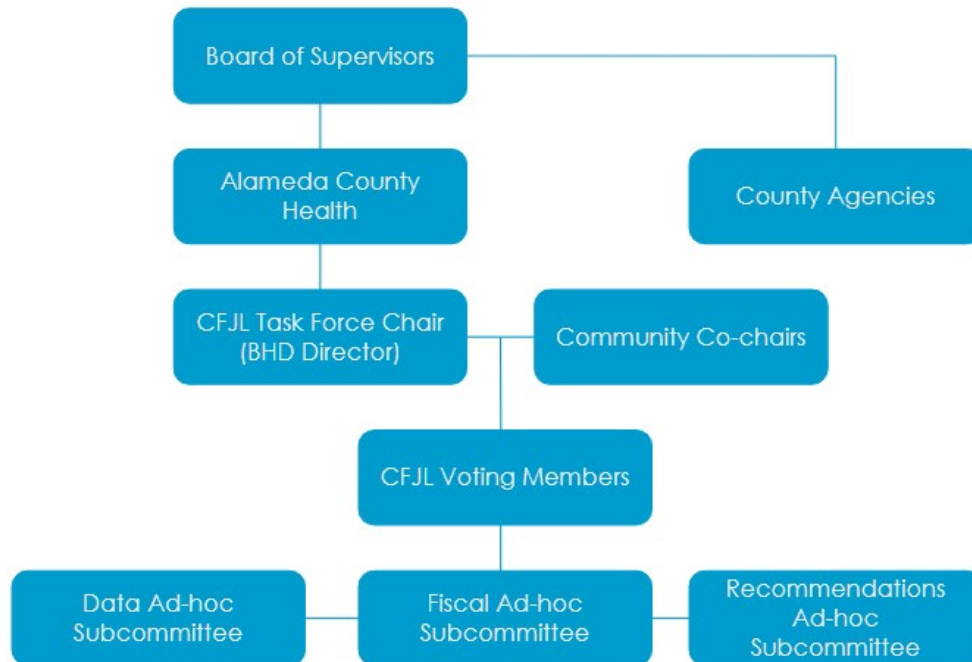 Board of Supervisors
Alameda County
Health
County Agencies
CFJL Task Force Chair
(BHD Director)
Community Co-chairs
CFJL Voting Members
Data Ad-hoc
Subcommittee
Fiscal Ad-hoc
Subcommittee
Recommendations
Ad-hoc
Subcommittee